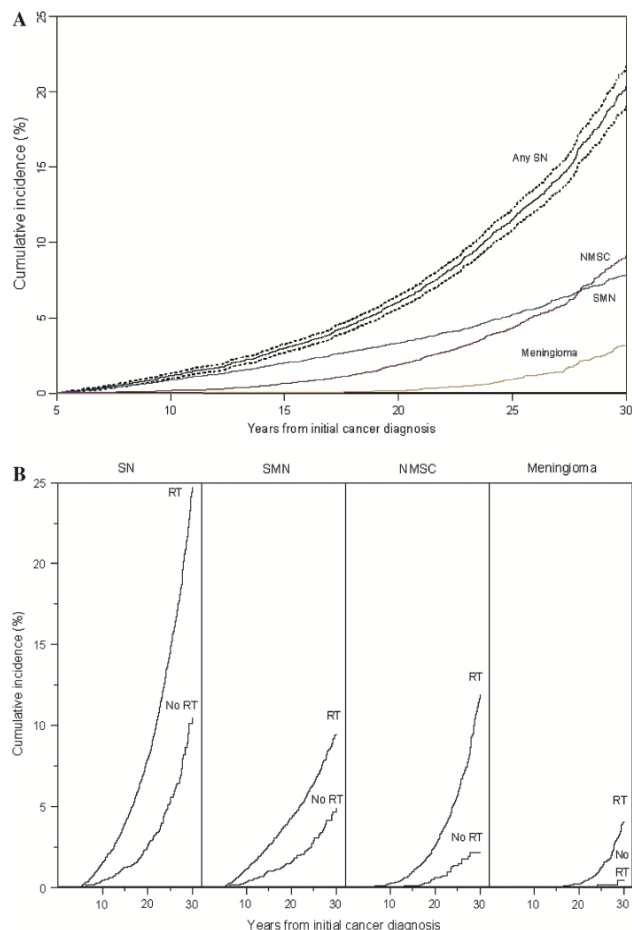 A
25
20
15
10
5
0
Cumulative incidence (%)
Any SN
NMSC
SMN
Meningioma
5 10 15 20 25 30
Years from initial cancer diagnosis
B
SN SMN NMSC Meningioma
25
20
15
10
5
0
Cumulative incidence (%)
RT
No RT
RT
No RT
RT
No RT
RT
No
RT
10 20 30 10 20 30 10 20 30 10 20 30
Years from initial cancer diagnosis